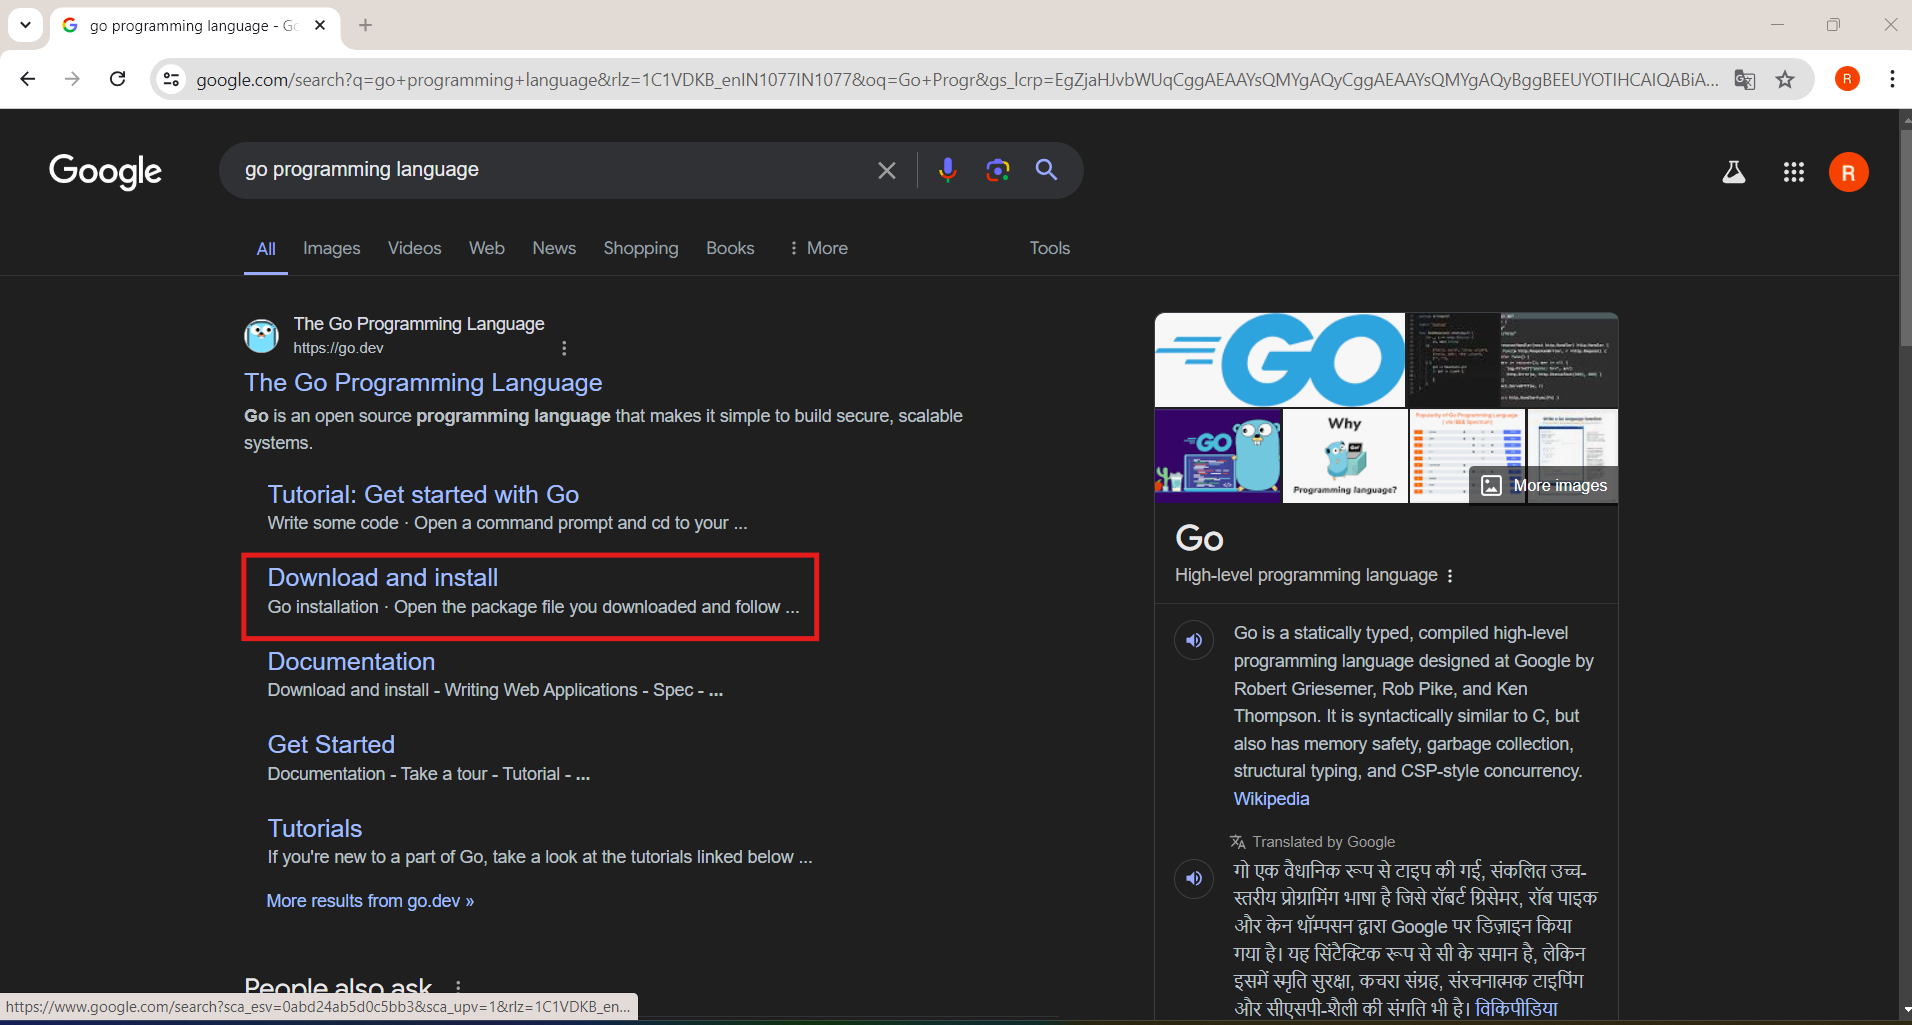 go programming language - Go
google.com/search?q=go+programming+language&rlz=1C1VDKB_enIN1077IN1077&oq=Go+Progr&gs_lcrp=EgZjaHJvbWUqCggAEAAYsQMYgAQyCggAEAAYsQMYgAQyBggBEEUYOTIHCAIQABiA...
R
Google
go programming language
R
All Images Videos Web News Shopping Books More Tools
The Go Programming Language
https://go.dev
The Go Programming Language
Go is an open source programming language that makes it simple to build secure, scalable
systems.
Tutorial: Get started with Go
Write some code · Open a command prompt and cd to your ...
Download and install
Go installation · Open the package file you downloaded and follow ...
Documentation
Download and install - Writing Web Applications - Spec - ...
Get Started
Documentation - Take a tour - Tutorial - ...
Tutorials
If you're new to a part of Go, take a look at the tutorials linked below ...
More results from go.dev »
People also ask
https://www.google.com/search?sca_esv=0abd24ab5d0c5bb3&sca_upv=1&rlz=1C1VDKB_en...
GO
GO
Why
Programming language?
Popularity of Go Programming Language
More images
Go
High-level programming language
Go is a statically typed, compiled high-level
programming language designed at Google by
Robert Griesemer, Rob Pike, and Ken
Thompson. It is syntactically similar to C, but
also has memory safety, garbage collection,
structural typing, and CSP-style concurrency.
Wikipedia
Translated by Google
गो एक वैधानिक रूप से टाइप की गई, संकलित उच्च-
स्तरीय प्रोग्रामिंग भाषा है जिसे रॉबर्ट ग्रिसेमर, रॉब पाइक
और केन थॉम्पसन द्वारा Google पर डिज़ाइन किया
गया है। यह सिंटैक्टिक रूप से सी के समान है, लेकिन
इसमें स्मृति सुरक्षा, कचरा संग्रह, संरचनात्मक टाइपिंग
और सीएसपी-शैली की संगति भी है। विकिपीडिया